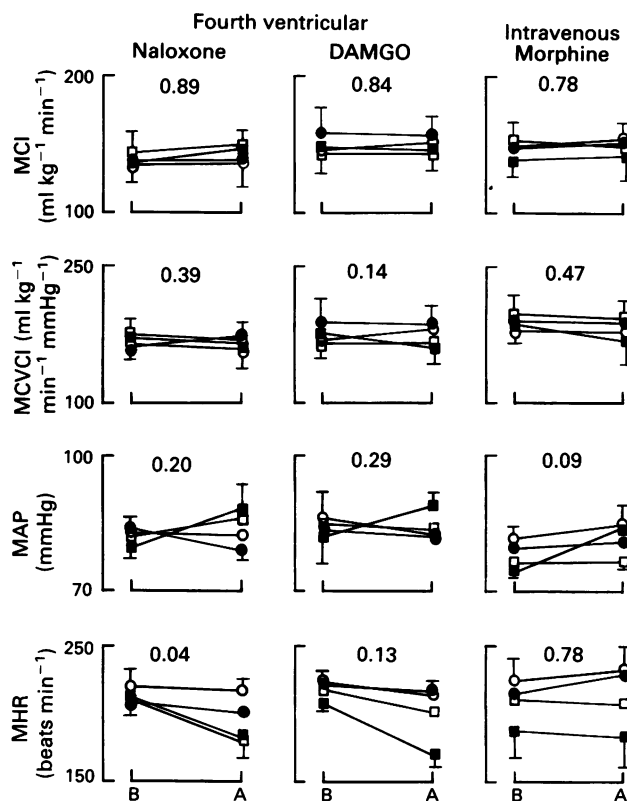 Fourth ventricular
Naloxone DAMGO Intravenous Morphine
MCI (ml kg⁻¹ min⁻¹)
200
100
0.89 0.84 0.78
MCVCI (ml kg⁻¹ min⁻¹ mmHg⁻¹)
250
100
0.39 0.14 0.47
MAP (mmHg)
100
70
0.20 0.29 0.09
MHR (beats min⁻¹)
250
150
0.04 0.13 0.78
B A B A B A